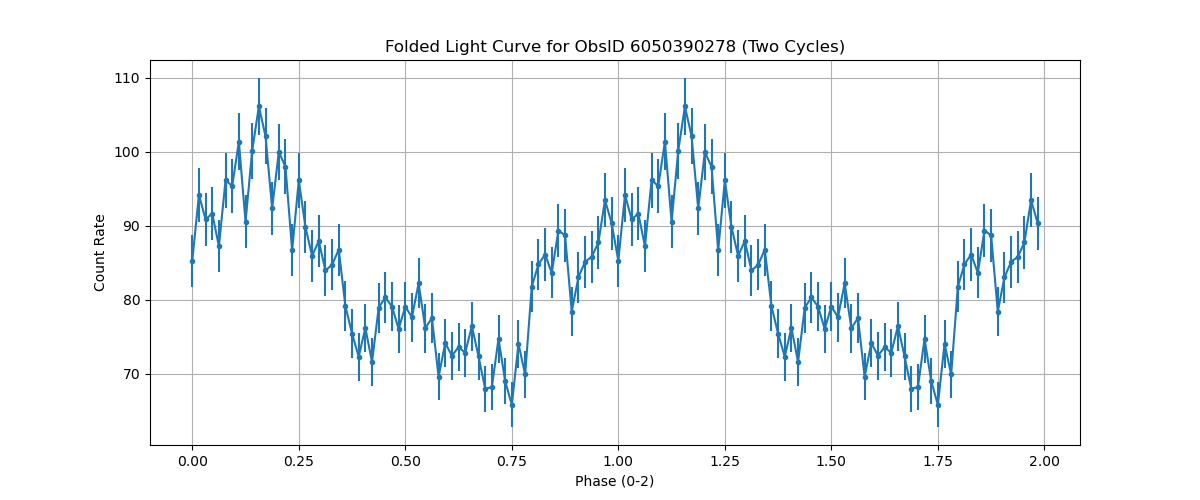 Folded Light Curve for ObsID 6050390278 (Two Cycles)
110
100
90
80
70
Count Rate
0.00 0.25 0.50 0.75 1.00 1.25 1.50 1.75 2.00
Phase (0-2)